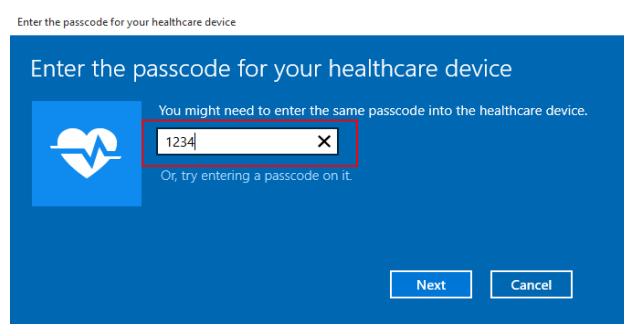 Enter the passcode for your healthcare device
Enter the passcode for your healthcare device
You might need to enter the same passcode into the healthcare device.
1234
Or, try entering a passcode on it.
Next Cancel